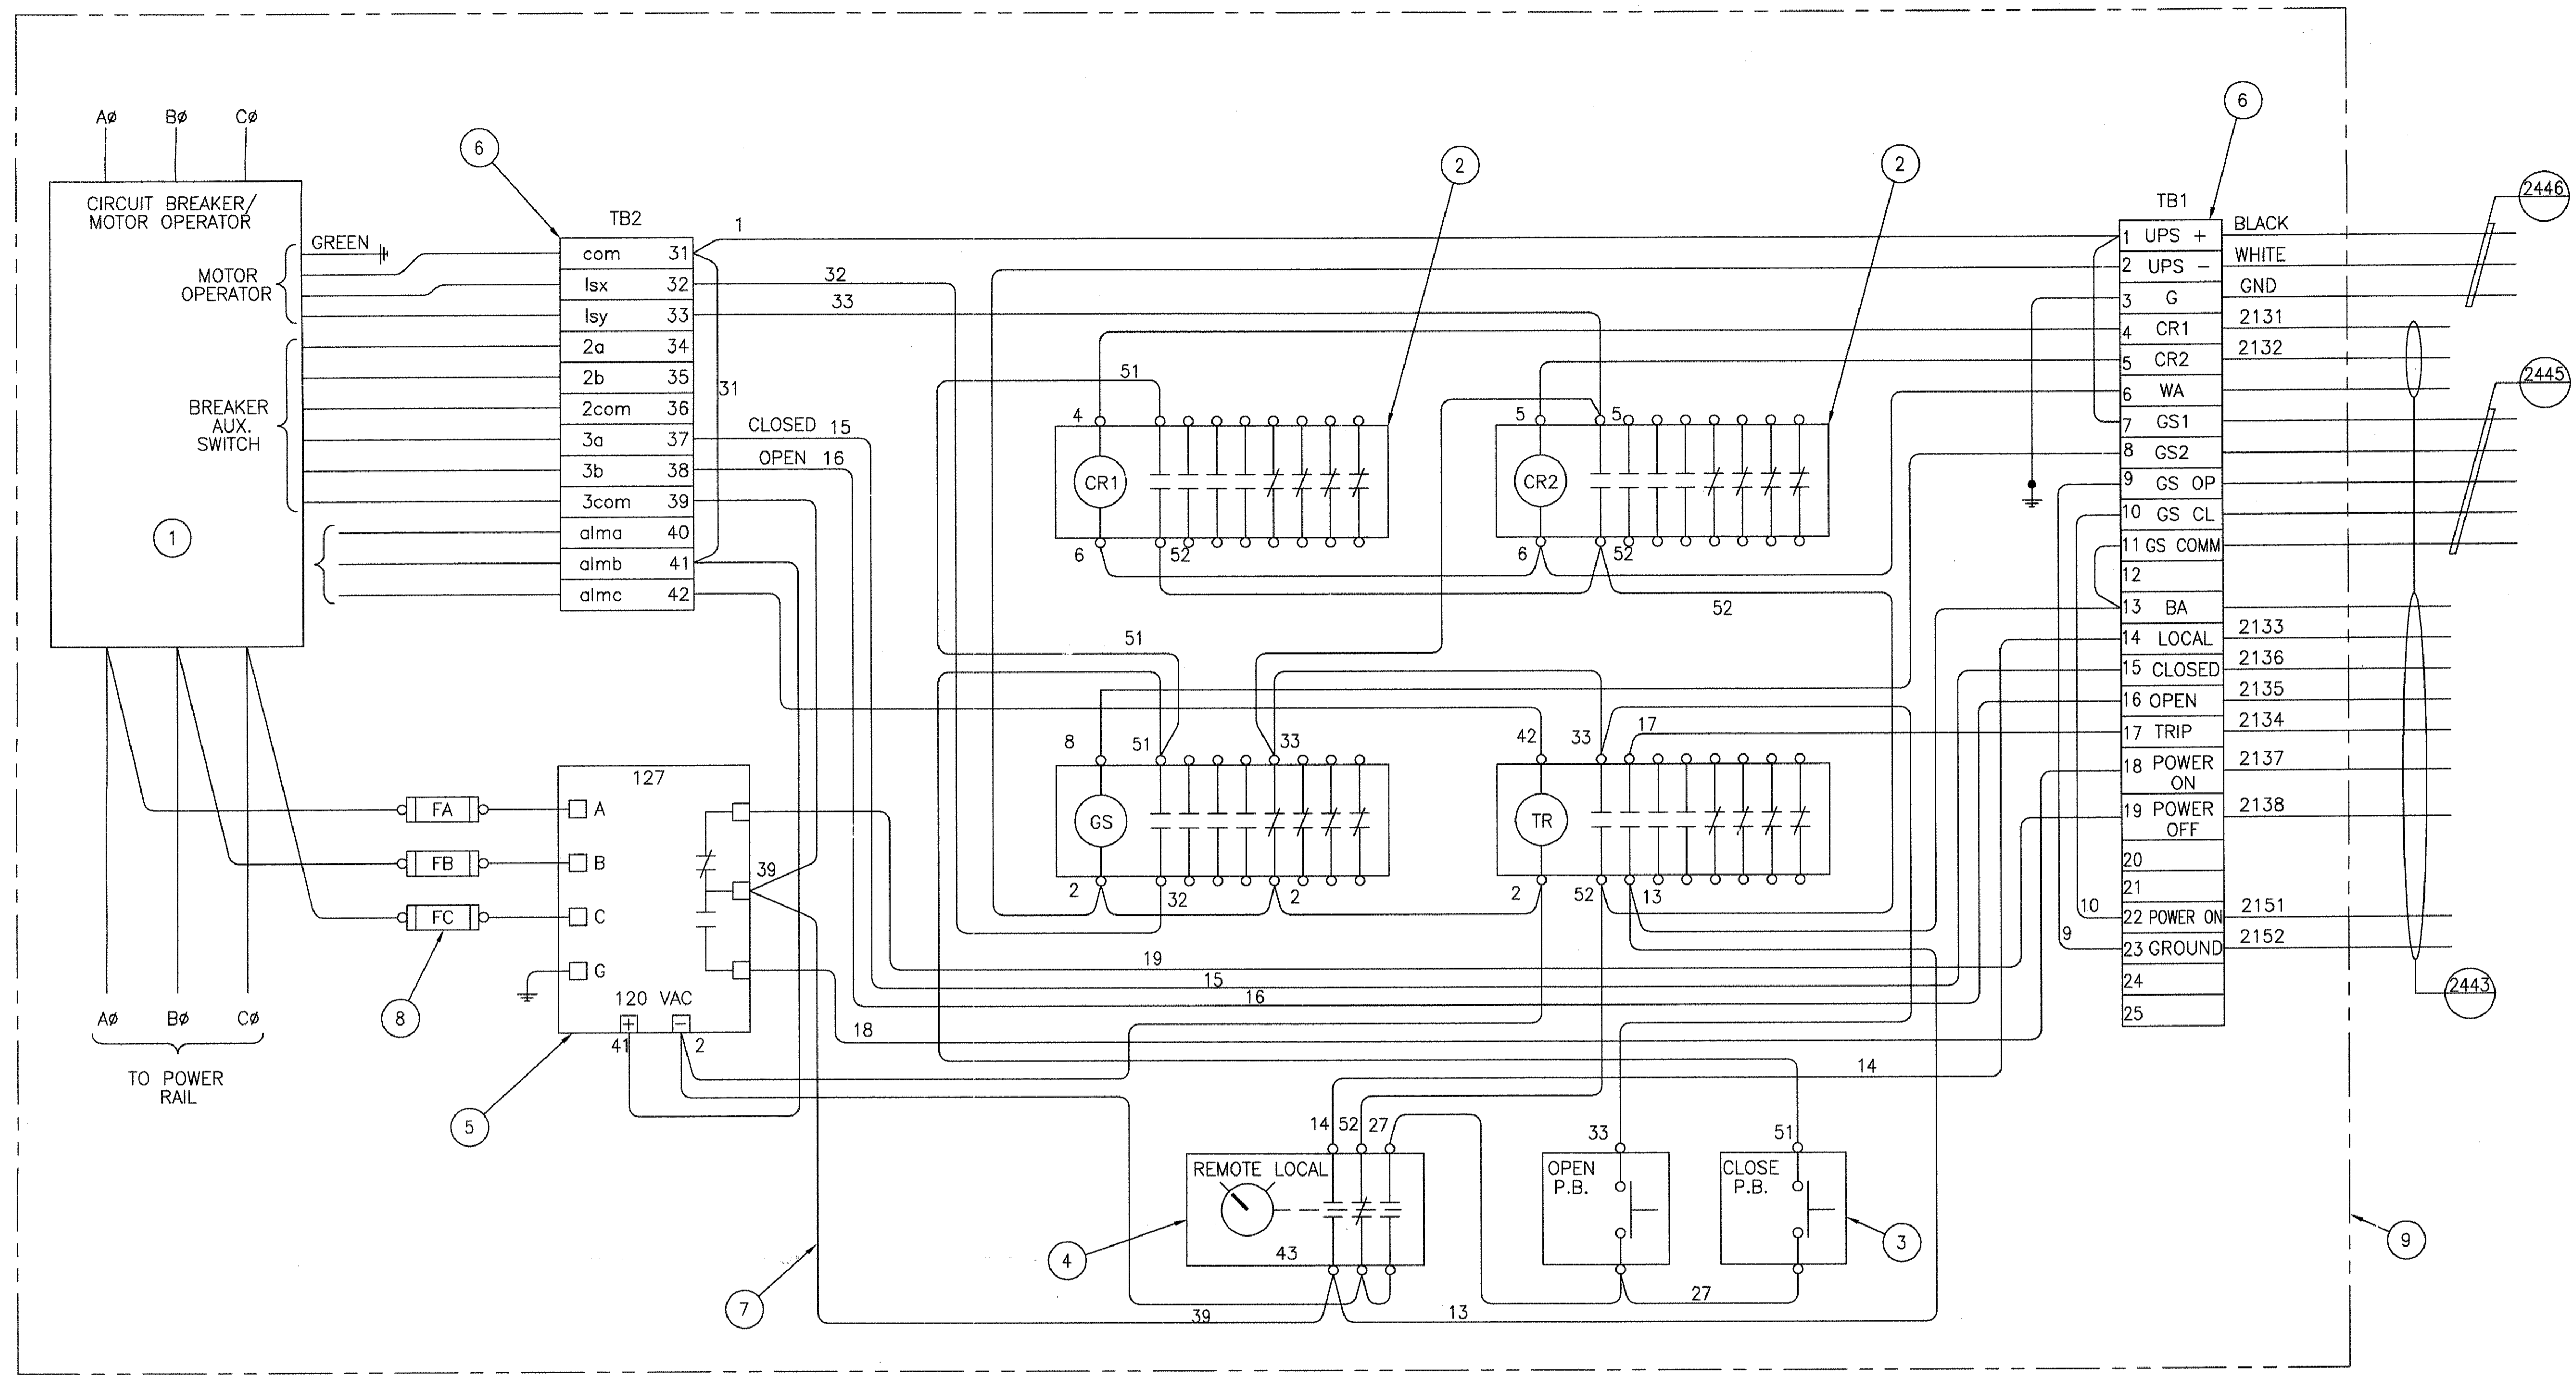 AØ BØ CØ
CIRCUIT BREAKER/
MOTOR OPERATOR
GREEN
MOTOR
OPERATOR
BREAKER
AUX.
SWITCH
1
6
TB2
com 31
lsx 32
lsy 33
2a 34
2b 35
2com 36
3a 37
3b 38
3com 39
alma 40
almb 41
almc 42
1
32
33
31
CLOSED 15
OPEN 16
2
2
51
4
CR1
6
52
5
5
CR2
6
52
52
51
8
51
33
GS
2
32
2
42
33
17
TR
2
52
13
127
A
B
C
G
120 VAC
+
−
41
2
39
FA
FB
FC
8
5
AØ BØ CØ
TO POWER
RAIL
19
15
16
18
14
14
52
27
REMOTE LOCAL
43
4
33
OPEN
P.B.
51
CLOSE
P.B.
3
27
39
13
7
9
6
TB1
1 UPS + BLACK
2 UPS − WHITE
3 G GND
4 CR1 2131
5 CR2 2132
6 WA
7 GS1
8 GS2
9 GS OP
10 GS CL
11 GS COMM
12
13 BA
14 LOCAL 2133
15 CLOSED 2136
16 OPEN 2135
17 TRIP 2134
18 POWER ON 2137
19 POWER OFF 2138
20
21
10
22 POWER ON 2151
9
23 GROUND 2152
24
25
2446
2445
2443